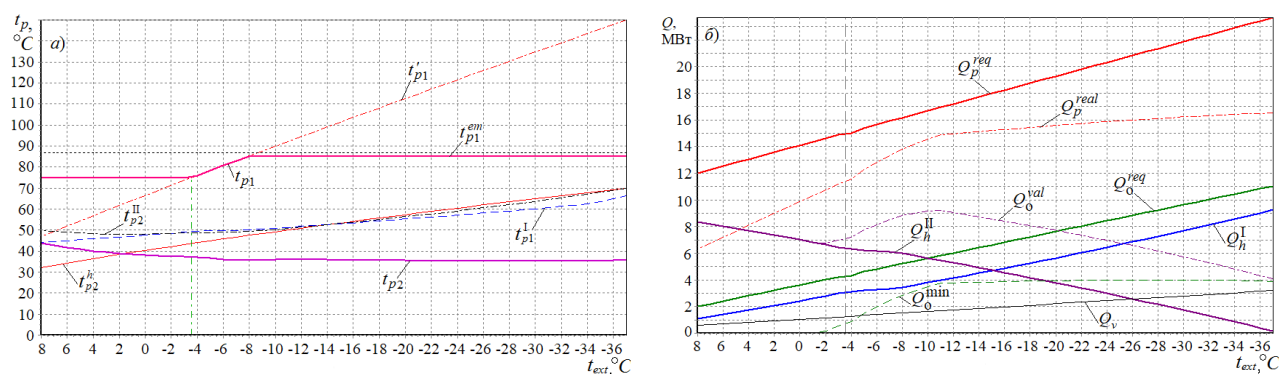 t_p, °C
а)
150
140
130
120
110
100
90
80
70
60
50
40
30
20
10
0
8 6 4 2 0 -2 -4 -6 -8 -10 -12 -14 -16 -18 -20 -22 -24 -26 -28 -30 -32 -34 -36
t_ext, °C
t'_p1
t_p1^em
t_p1
t_p2^II
t_p1^I
t_p2^h
t_p2
Q, МВт
б)
20
18
16
14
12
10
8
6
4
2
0
8 6 4 2 0 -2 -4 -6 -8 -10 -12 -14 -16 -18 -20 -22 -24 -26 -28 -30 -32 -34 -36
t_ext, °C
Q_p^req
Q_p^real
Q_o^req
Q_o^val
Q_h^II
Q_h^I
Q_o^min
Q_v